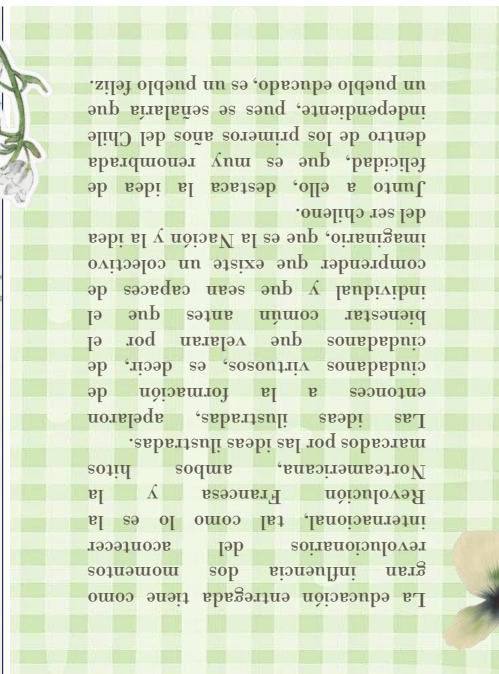 La educación entregada tiene como
gran influencia dos momentos
revolucionarios del acontecer
internacional, tal como lo es la
Revolución Francesa y la
Norteamericana, ambos hitos
marcados por las ideas ilustradas.
Las ideas ilustradas, apelaron
entonces a la formación de
ciudadanos virtuosos, es decir, de
ciudadanos que velaran por el
bienestar común antes que el
individual y que sean capaces de
comprender que existe un colectivo
imaginario, que es la Nación y la idea
del ser chileno.
Junto a ello, destaca la idea de
felicidad, que es muy renombrada
dentro de los primeros años del Chile
independiente, pues se señalaría que
un pueblo educado, es un pueblo feliz.